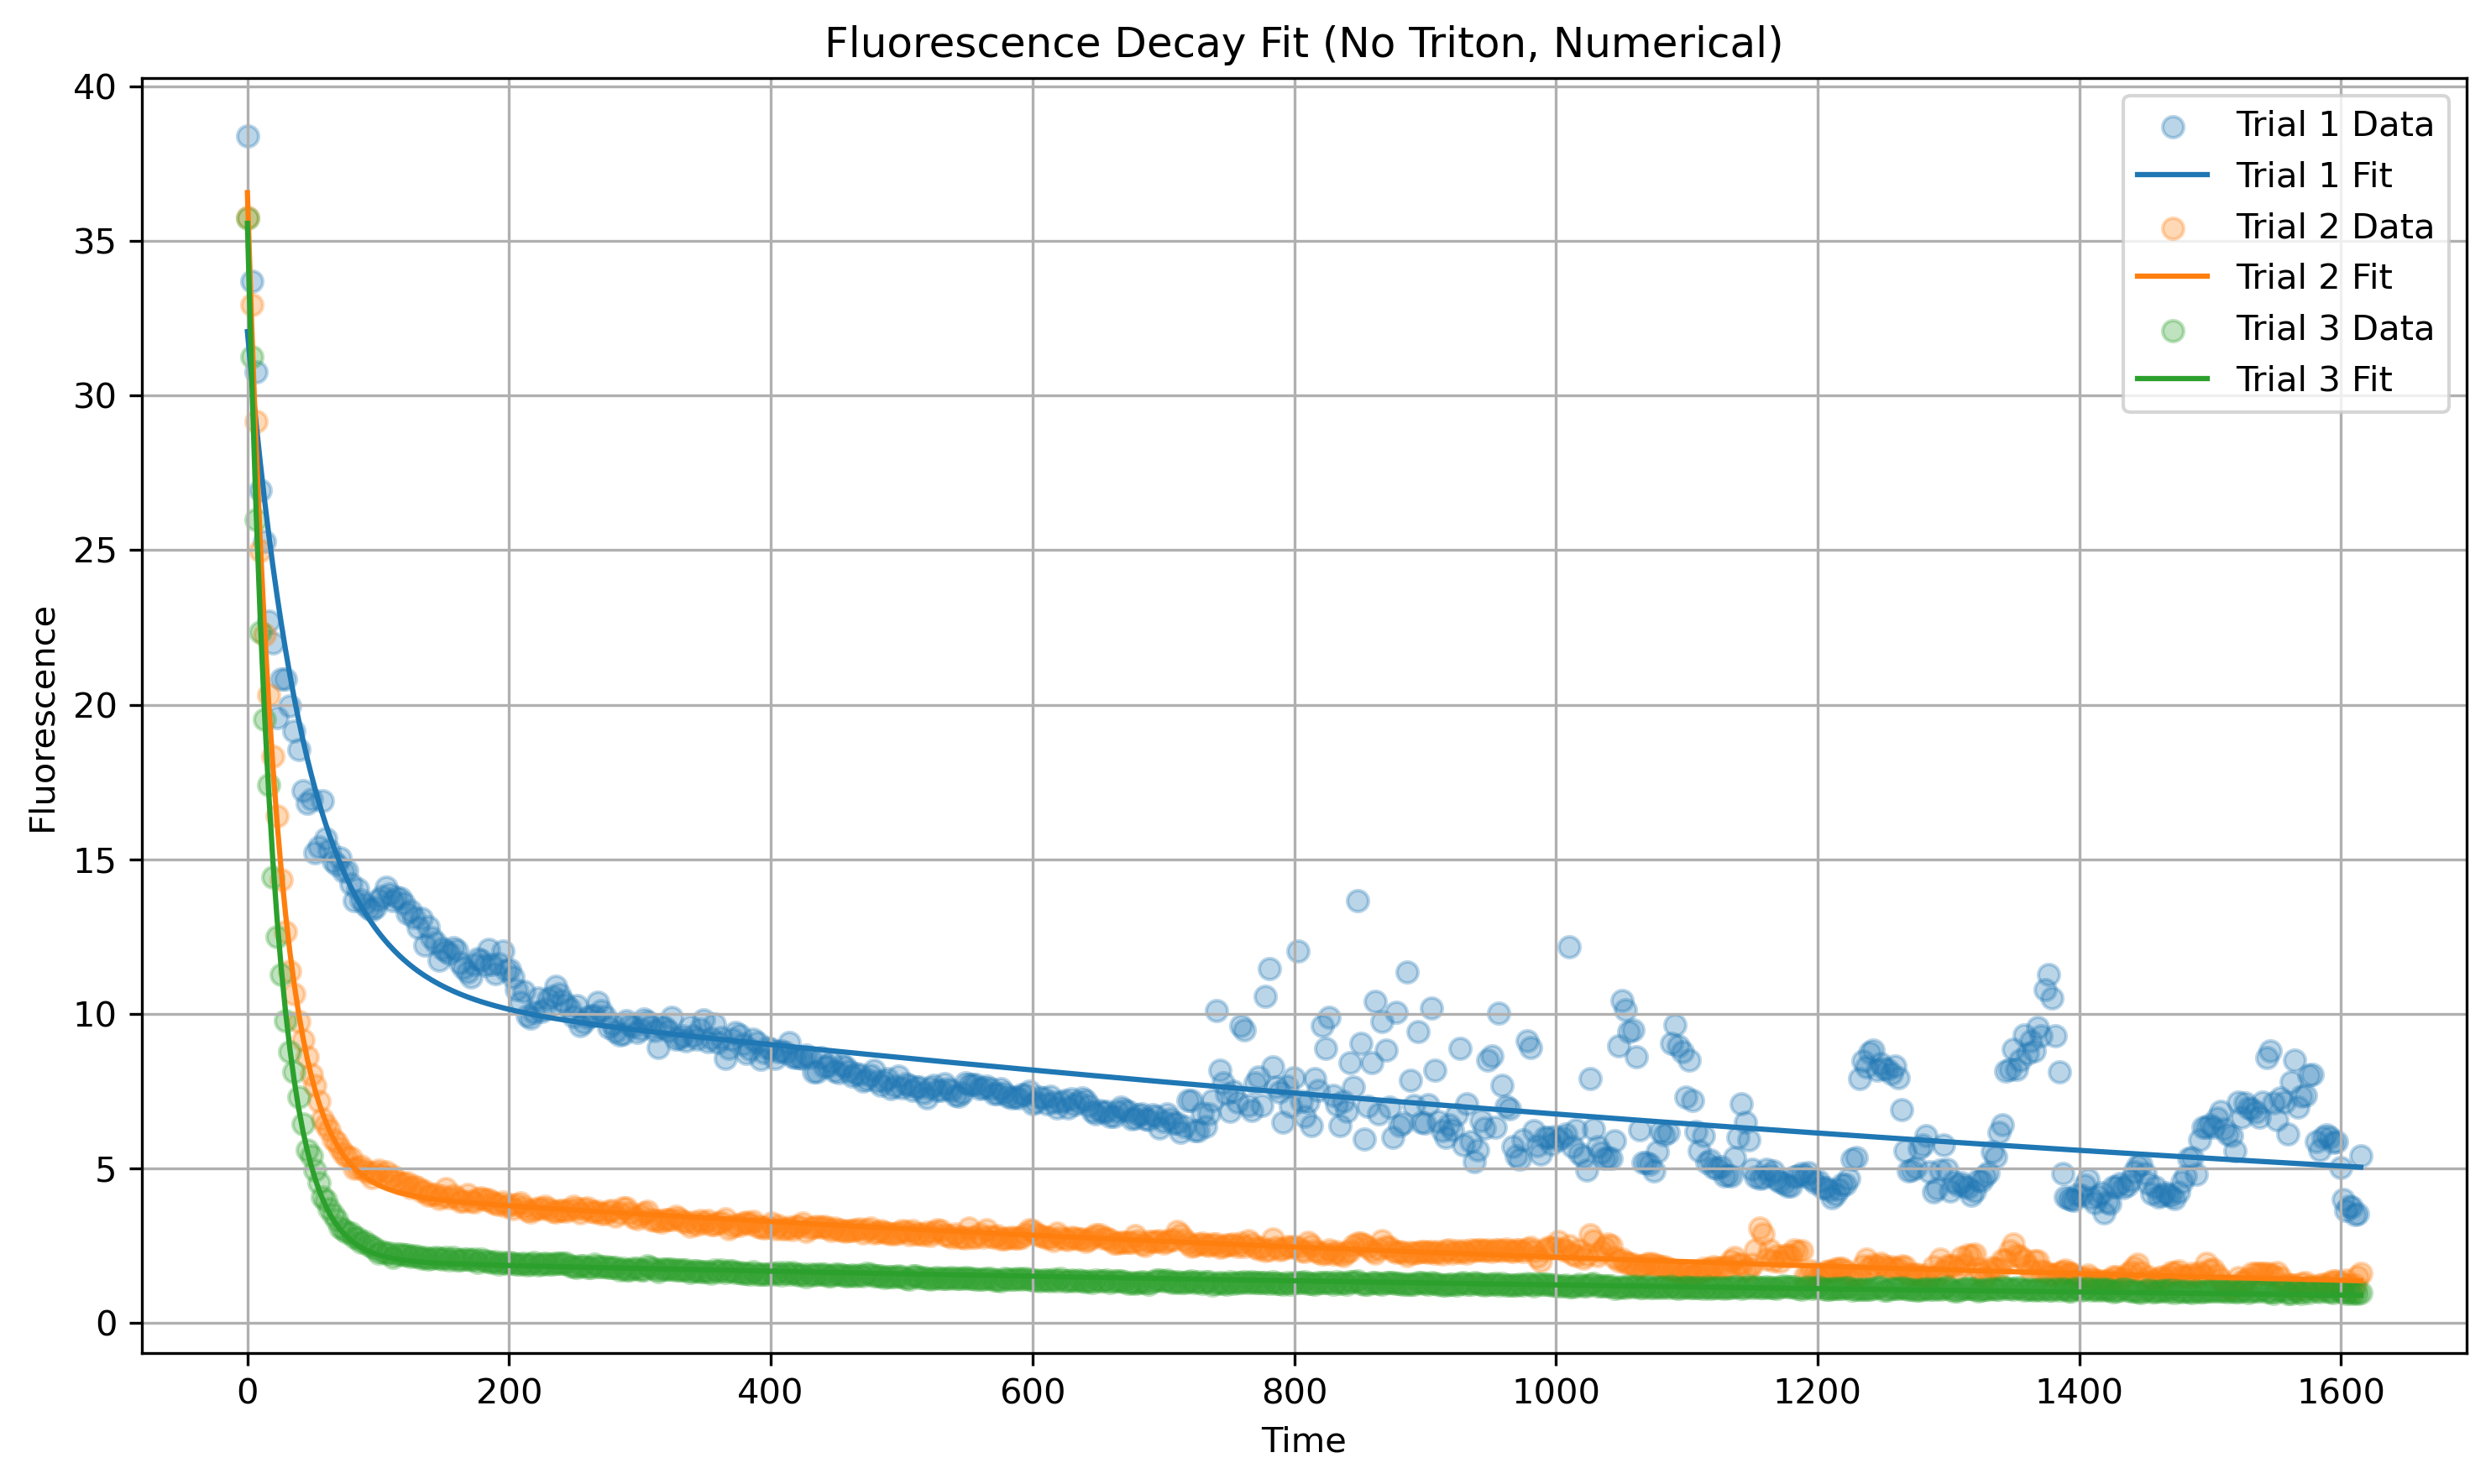 Fluorescence Decay Fit (No Triton, Numerical)
40
35
30
25
20
15
10
5
0
Fluorescence
0 200 400 600 800 1000 1200 1400 1600
Time
Trial 1 Data
Trial 1 Fit
Trial 2 Data
Trial 2 Fit
Trial 3 Data
Trial 3 Fit